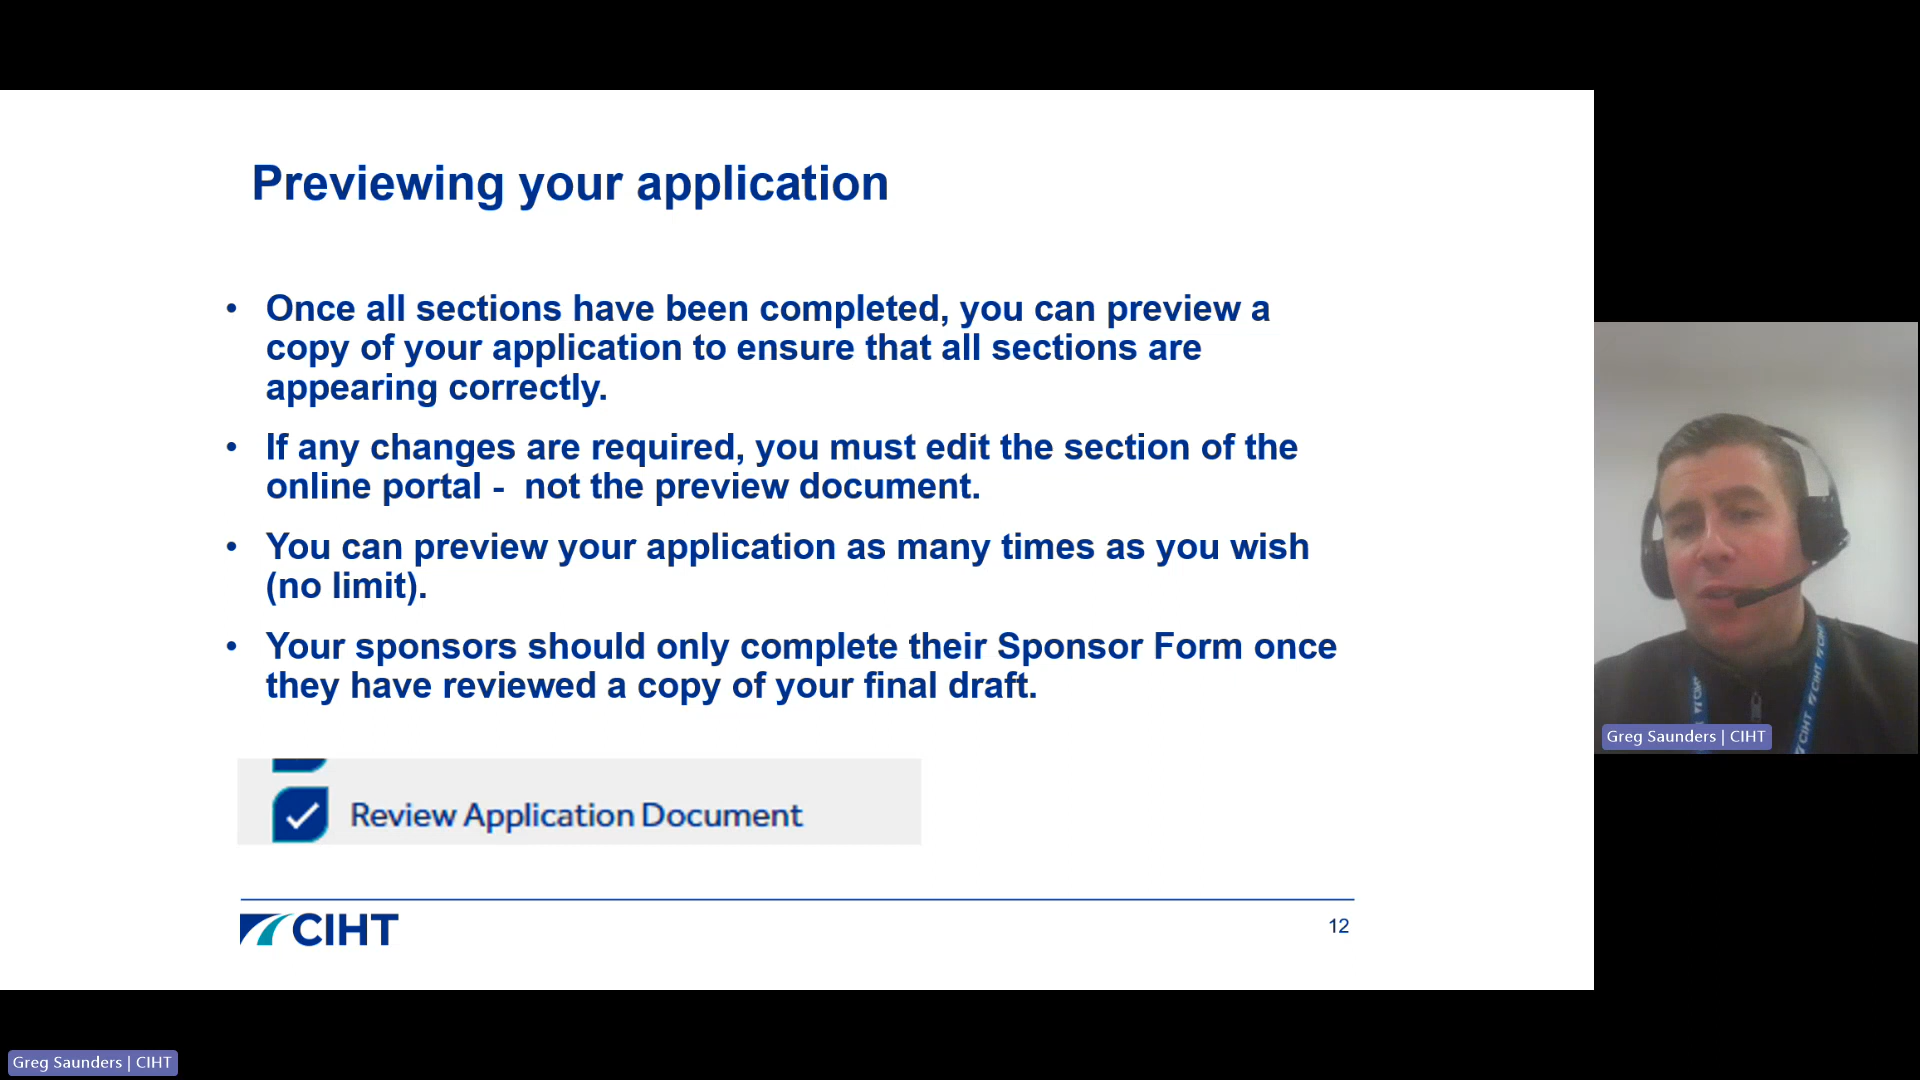 Previewing your application
• Once all sections have been completed, you can preview a
copy of your application to ensure that all sections are
appearing correctly.
• If any changes are required, you must edit the section of the
online portal -  not the preview document.
• You can preview your application as many times as you wish
(no limit).
• Your sponsors should only complete their Sponsor Form once
they have reviewed a copy of your final draft.
Review Application Document
CIHT
12
CIHT
CIHT
CIHT
Greg Saunders | CIHT
Greg Saunders | CIHT